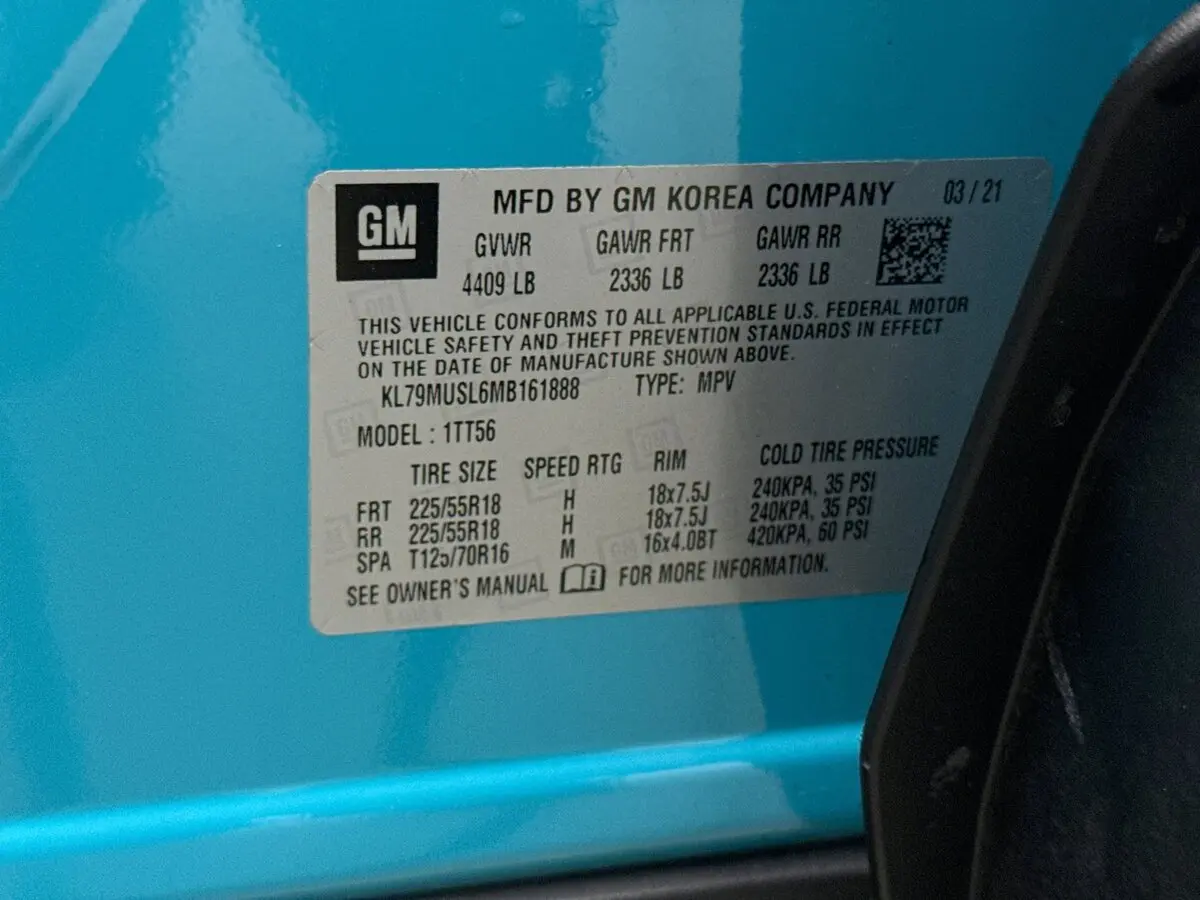 GM
MFD BY GM KOREA COMPANY 03/21
GVWR GAWR FRT GAWR RR
4409 LB 2336 LB 2336 LB
THIS VEHICLE CONFORMS TO ALL APPLICABLE U.S. FEDERAL MOTOR
VEHICLE SAFETY AND THEFT PREVENTION STANDARDS IN EFFECT
ON THE DATE OF MANUFACTURE SHOWN ABOVE.
KL79MUSL6MB161888 TYPE: MPV
MODEL : 1TT56
TIRE SIZE SPEED RTG RIM COLD TIRE PRESSURE
FRT 225/55R18 H 18x7.5J 240KPA, 35 PSI
RR 225/55R18 H 18x7.5J 240KPA, 35 PSI
SPA T125/70R16 M 16x4.0BT 420KPA, 60 PSI
SEE OWNER'S MANUAL FOR MORE INFORMATION.